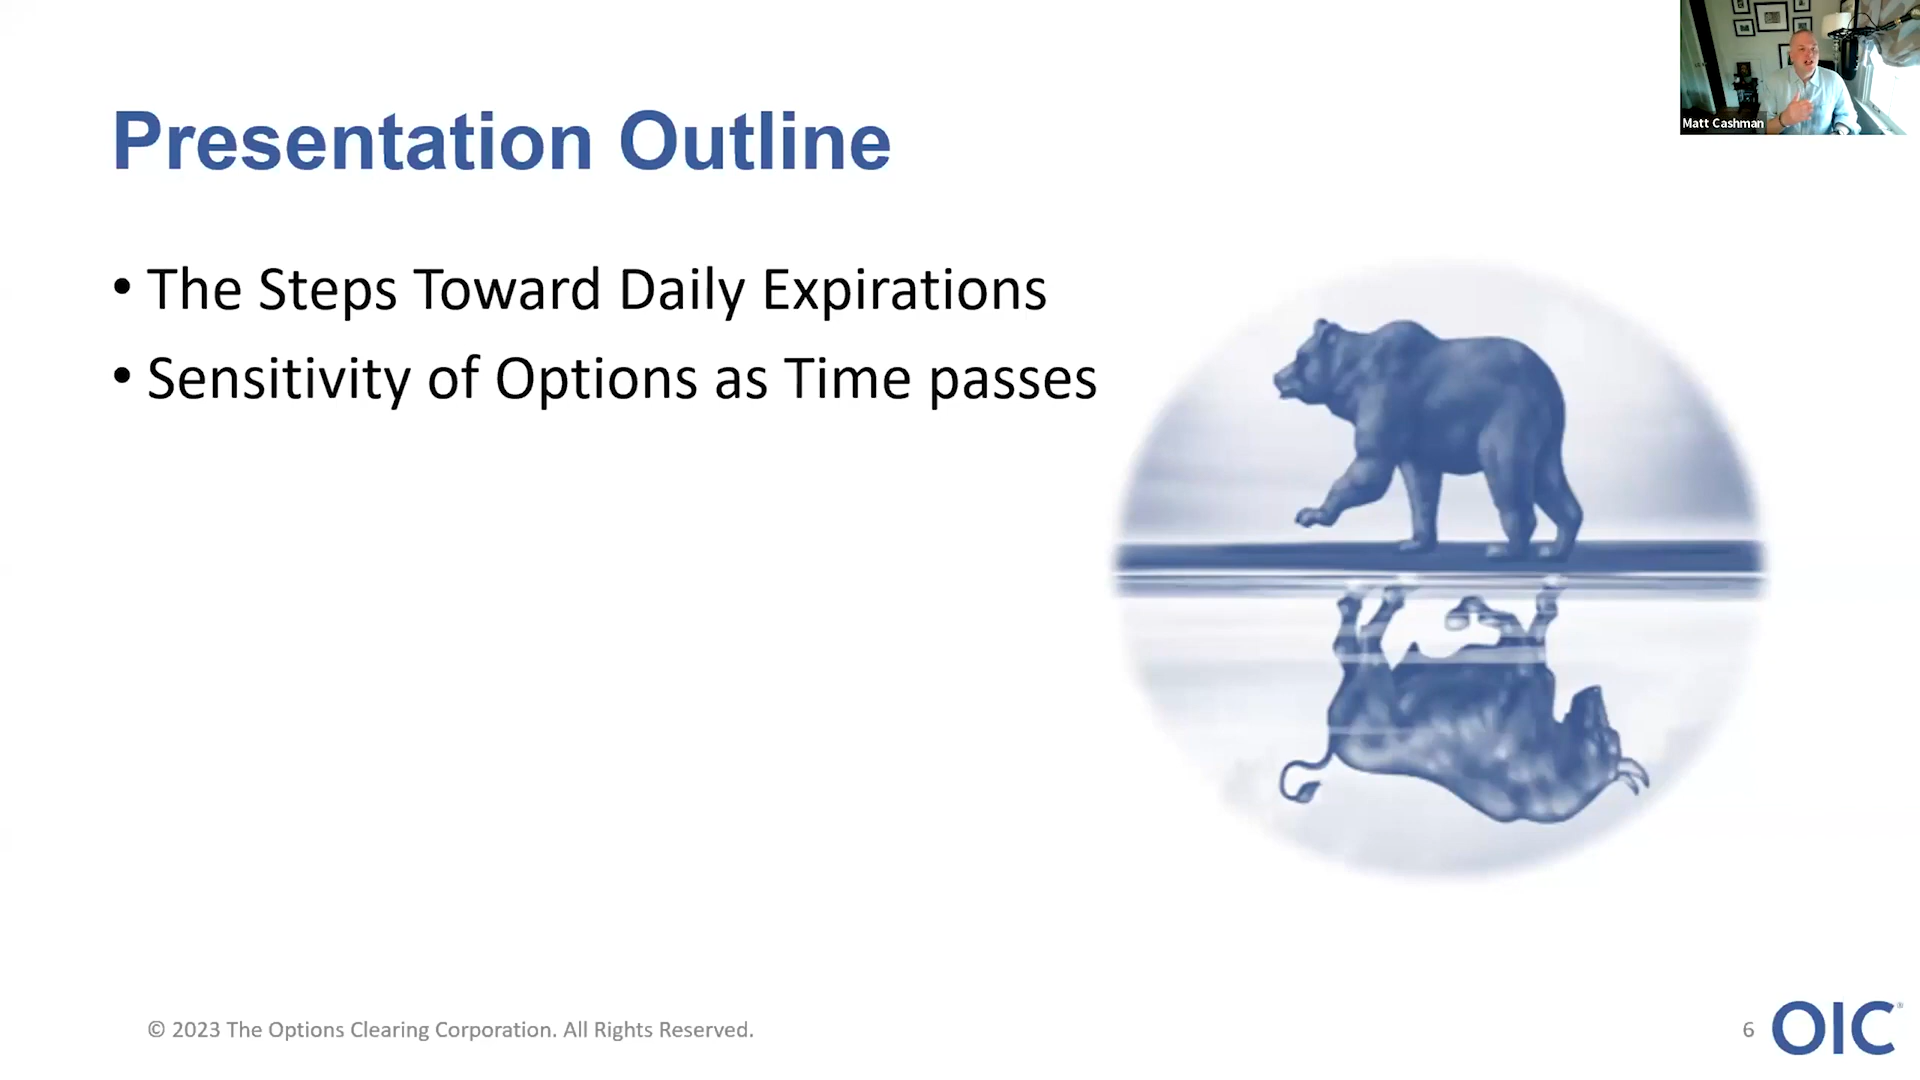 Matt Cashman
Presentation Outline
• The Steps Toward Daily Expirations
• Sensitivity of Options as Time passes
© 2023 The Options Clearing Corporation. All Rights Reserved.
6
OIC®